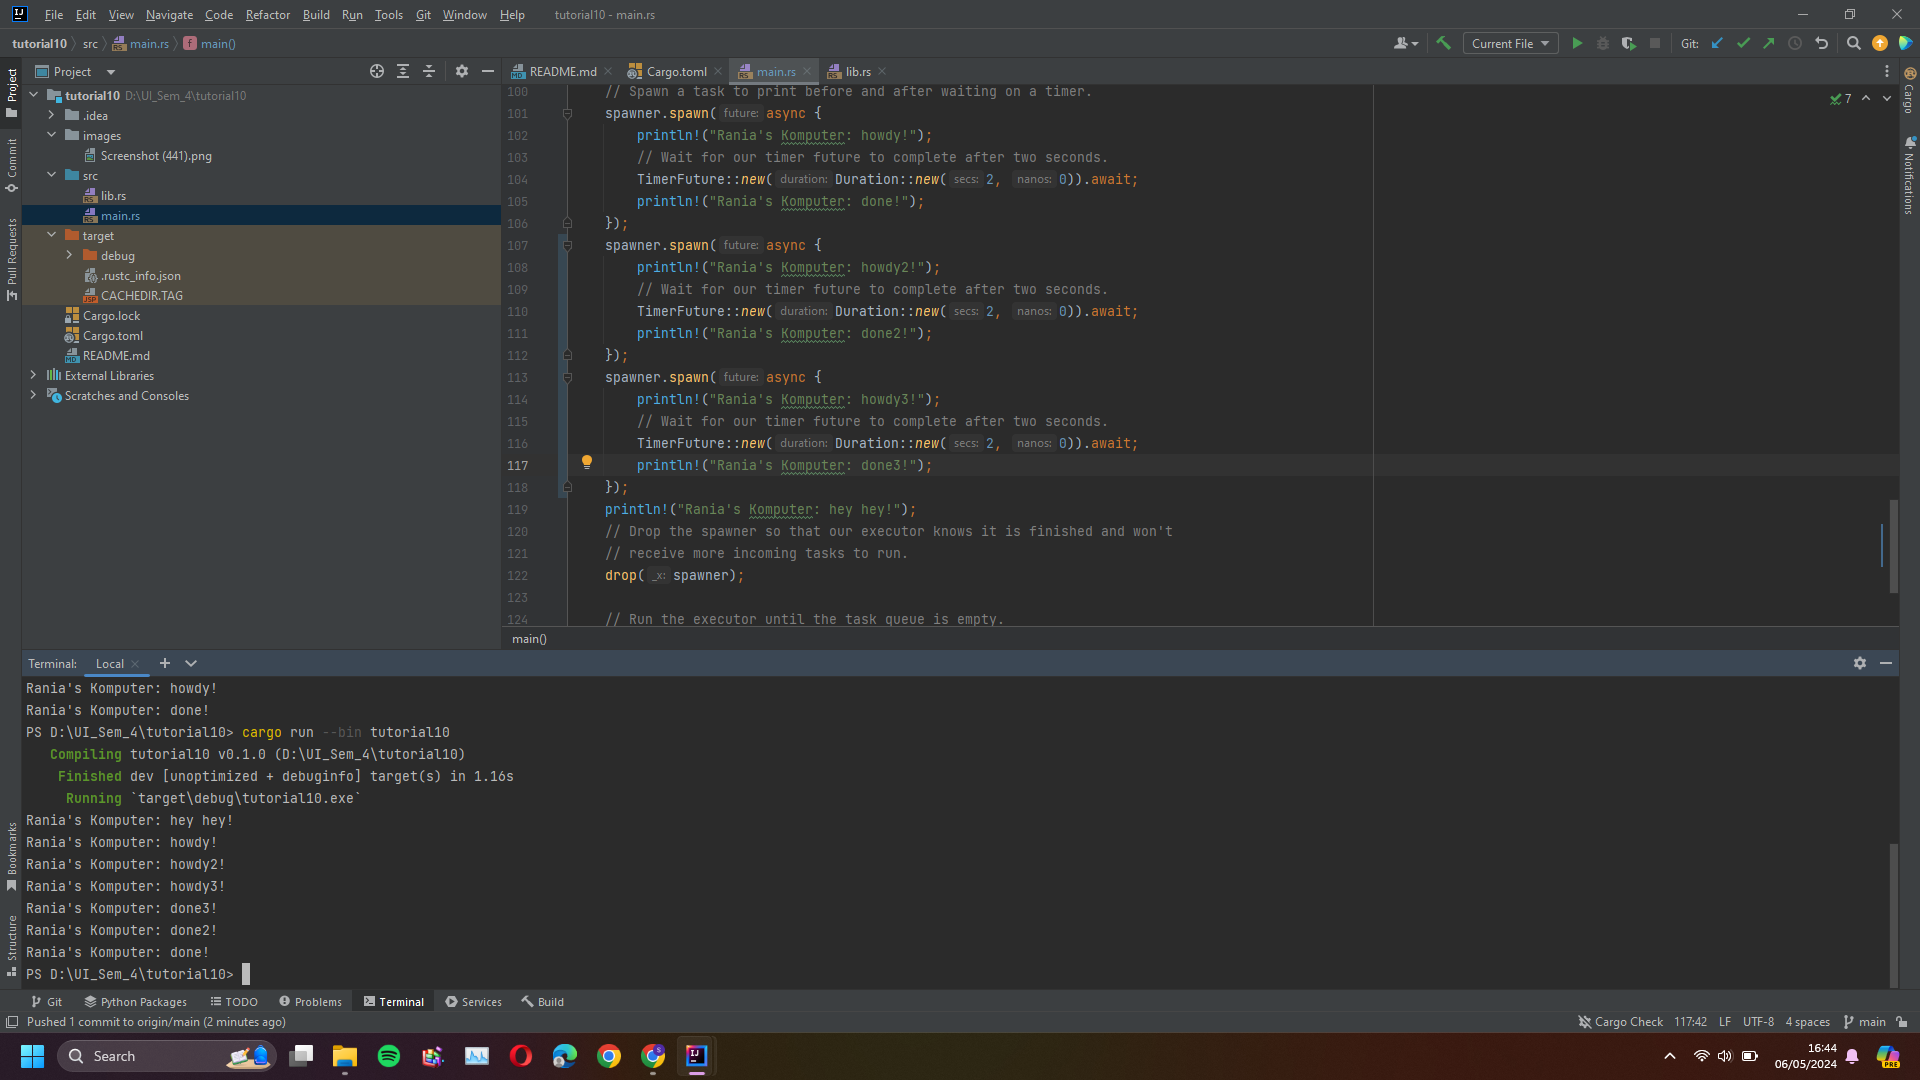 File Edit View Navigate Code Refactor Build Run Tools Git Window Help tutorial10 - main.rs
tutorial10 src main.rs main() Current File Git:
Project
README.md Cargo.toml main.rs lib.rs
tutorial10 D:\UI_Sem_4\tutorial10
.idea
images
Screenshot (441).png
src
lib.rs
main.rs
target
debug
.rustc_info.json
CACHEDIR.TAG
Cargo.lock
Cargo.toml
README.md
External Libraries
Scratches and Consoles
Project
Commit
Pull Requests
Bookmarks
Structure
Cargo
Notifications
7
100 // Spawn a task to print before and after waiting on a timer.
101 spawner.spawn( future: async {
102 println!("Rania's Komputer: howdy!");
103 // Wait for our timer future to complete after two seconds.
104 TimerFuture::new( duration: Duration::new( secs: 2, nanos: 0)).await;
105 println!("Rania's Komputer: done!");
106 });
107 spawner.spawn( future: async {
108 println!("Rania's Komputer: howdy2!");
109 // Wait for our timer future to complete after two seconds.
110 TimerFuture::new( duration: Duration::new( secs: 2, nanos: 0)).await;
111 println!("Rania's Komputer: done2!");
112 });
113 spawner.spawn( future: async {
114 println!("Rania's Komputer: howdy3!");
115 // Wait for our timer future to complete after two seconds.
116 TimerFuture::new( duration: Duration::new( secs: 2, nanos: 0)).await;
117 println!("Rania's Komputer: done3!");
118 });
119 println!("Rania's Komputer: hey hey!");
120 // Drop the spawner so that our executor knows it is finished and won't
121 // receive more incoming tasks to run.
122 drop( _x: spawner);
123
124 // Run the executor until the task queue is empty.
main()
Terminal: Local
Rania's Komputer: howdy!
Rania's Komputer: done!
PS D:\UI_Sem_4\tutorial10> cargo run --bin tutorial10
Compiling tutorial10 v0.1.0 (D:\UI_Sem_4\tutorial10)
Finished dev [unoptimized + debuginfo] target(s) in 1.16s
Running `target\debug\tutorial10.exe`
Rania's Komputer: hey hey!
Rania's Komputer: howdy!
Rania's Komputer: howdy2!
Rania's Komputer: howdy3!
Rania's Komputer: done3!
Rania's Komputer: done2!
Rania's Komputer: done!
PS D:\UI_Sem_4\tutorial10>
Git Python Packages TODO Problems Terminal Services Build
Pushed 1 commit to origin/main (2 minutes ago) Cargo Check 117:42 LF UTF-8 4 spaces main
Search
16:44
06/05/2024
PRE